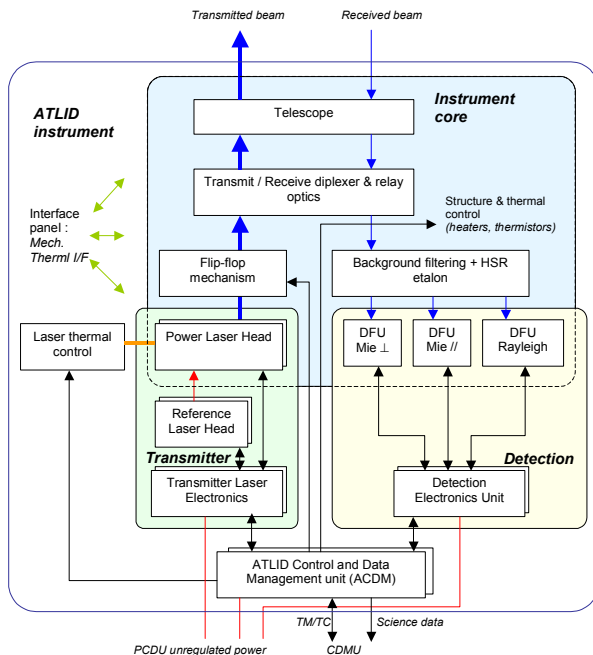 Transmitted beam
Received beam
ATLID
instrument
Instrument
core
Telescope
Transmit / Receive diplexer & relay
optics
Structure & thermal
control
(heaters, thermistors)
Interface
panel :
Mech.
Therml I/F
Flip-flop
mechanism
Background filtering + HSR
etalon
Laser thermal
control
Power Laser Head
DFU
Mie ⊥
DFU
Mie //
DFU
Rayleigh
Reference
Laser Head
Transmitter
Detection
Transmitter Laser
Electronics
Detection
Electronics Unit
ATLID Control and Data
Management unit (ACDM)
TM/TC
Science data
PCDU unregulated power
CDMU